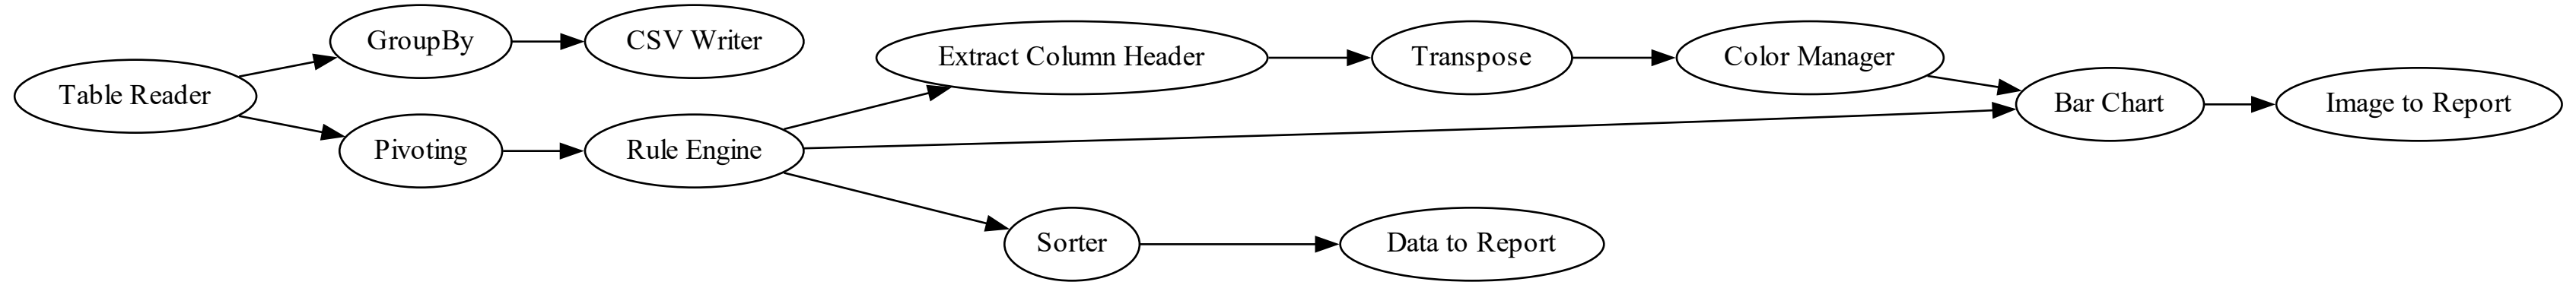 Table Reader
GroupBy
CSV Writer
Pivoting
Rule Engine
Extract Column Header
Transpose
Color Manager
Bar Chart
Image to Report
Sorter
Data to Report